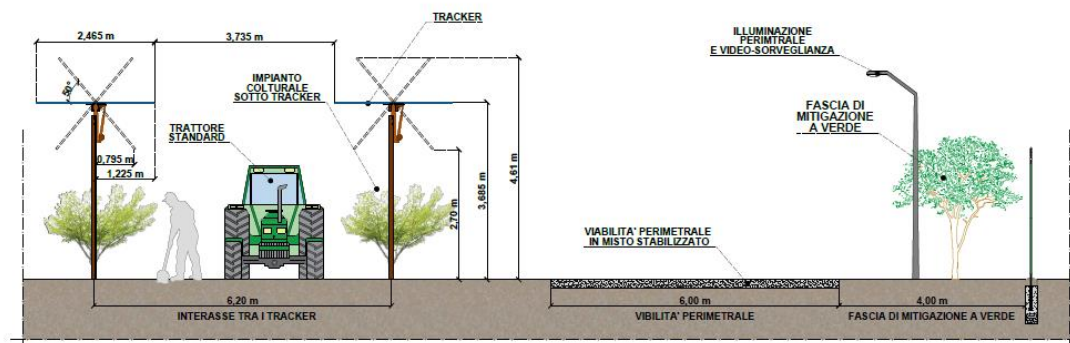 TRACKER
2,465 m
3,735 m
ILLUMINAZIONE
PERIMTRALE
E VIDEO-SORVEGLIANZA
IMPIANTO
COLTURALE
SOTTO TRACKER
50°
FASCIA DI
MITIGAZIONE
A VERDE
TRATTORE
STANDARD
0,795 m
1,225 m
2,70 m
3,685 m
4,61 m
VIABILITA' PERIMETRALE
IN MISTO STABILIZZATO
6,20 m
INTERASSE TRA I TRACKER
6,00 m
VIBILITA' PERIMETRALE
4,00 m
FASCIA DI MITIGAZIONE A VERDE